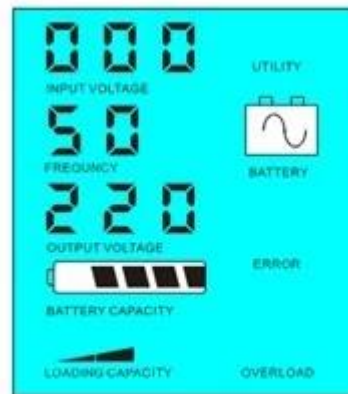 000
UTILITY
INPUT VOLTAGE
50
FREQUNCY
BATTERY
220
OUTPUT VOLTAGE
ERROR
BATTERY CAPACITY
LOADING CAPACITY
OVERLOAD